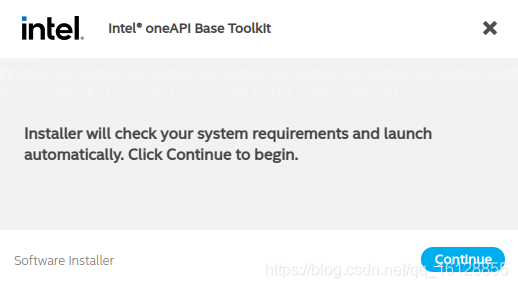 intel. Intel® oneAPI Base Toolkit
Installer will check your system requirements and launch
automatically. Click Continue to begin.
Software Installer
Continue
https://blog.csdn.net/qq_16128855